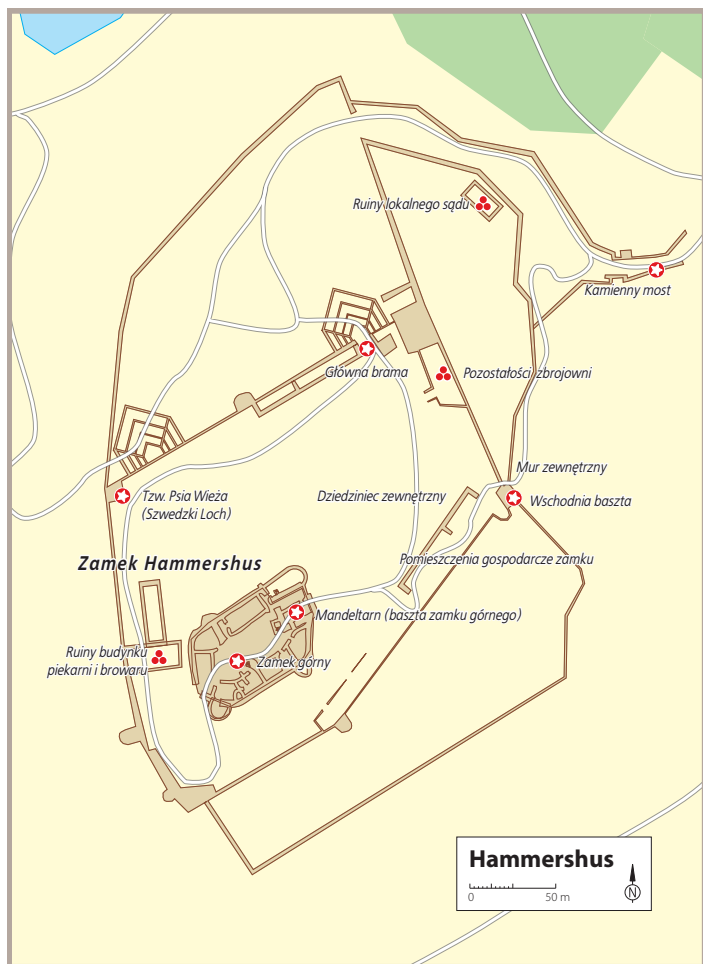 Ruiny lokalnego sądu
Kamienny most
Główna brama
Pozostałości zbrojowni
Mur zewnętrzny
Tzw. Psia Wieża
(Szwedzki Loch)
Dziedziniec zewnętrzny
Wschodnia baszta
Zamek Hammershus
Pomieszczenia gospodarcze zamku
Mandeltarn (baszta zamku górnego)
Ruiny budynku
piekarni i browaru
Zamek górny
Hammershus
0 50 m
N